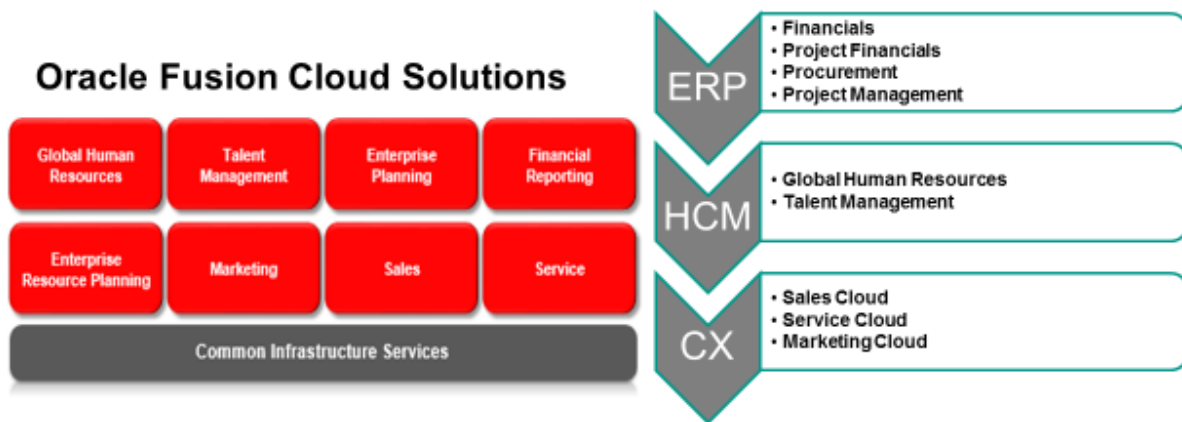 Oracle Fusion Cloud Solutions
Global Human
Resources
Talent
Management
Enterprise
Planning
Financial
Reporting
Enterprise
Resource Planning
Marketing
Sales
Service
Common Infrastructure Services
ERP
• Financials
• Project Financials
• Procurement
• Project Management
HCM
• Global Human Resources
• Talent Management
CX
• Sales Cloud
• Service Cloud
• Marketing Cloud